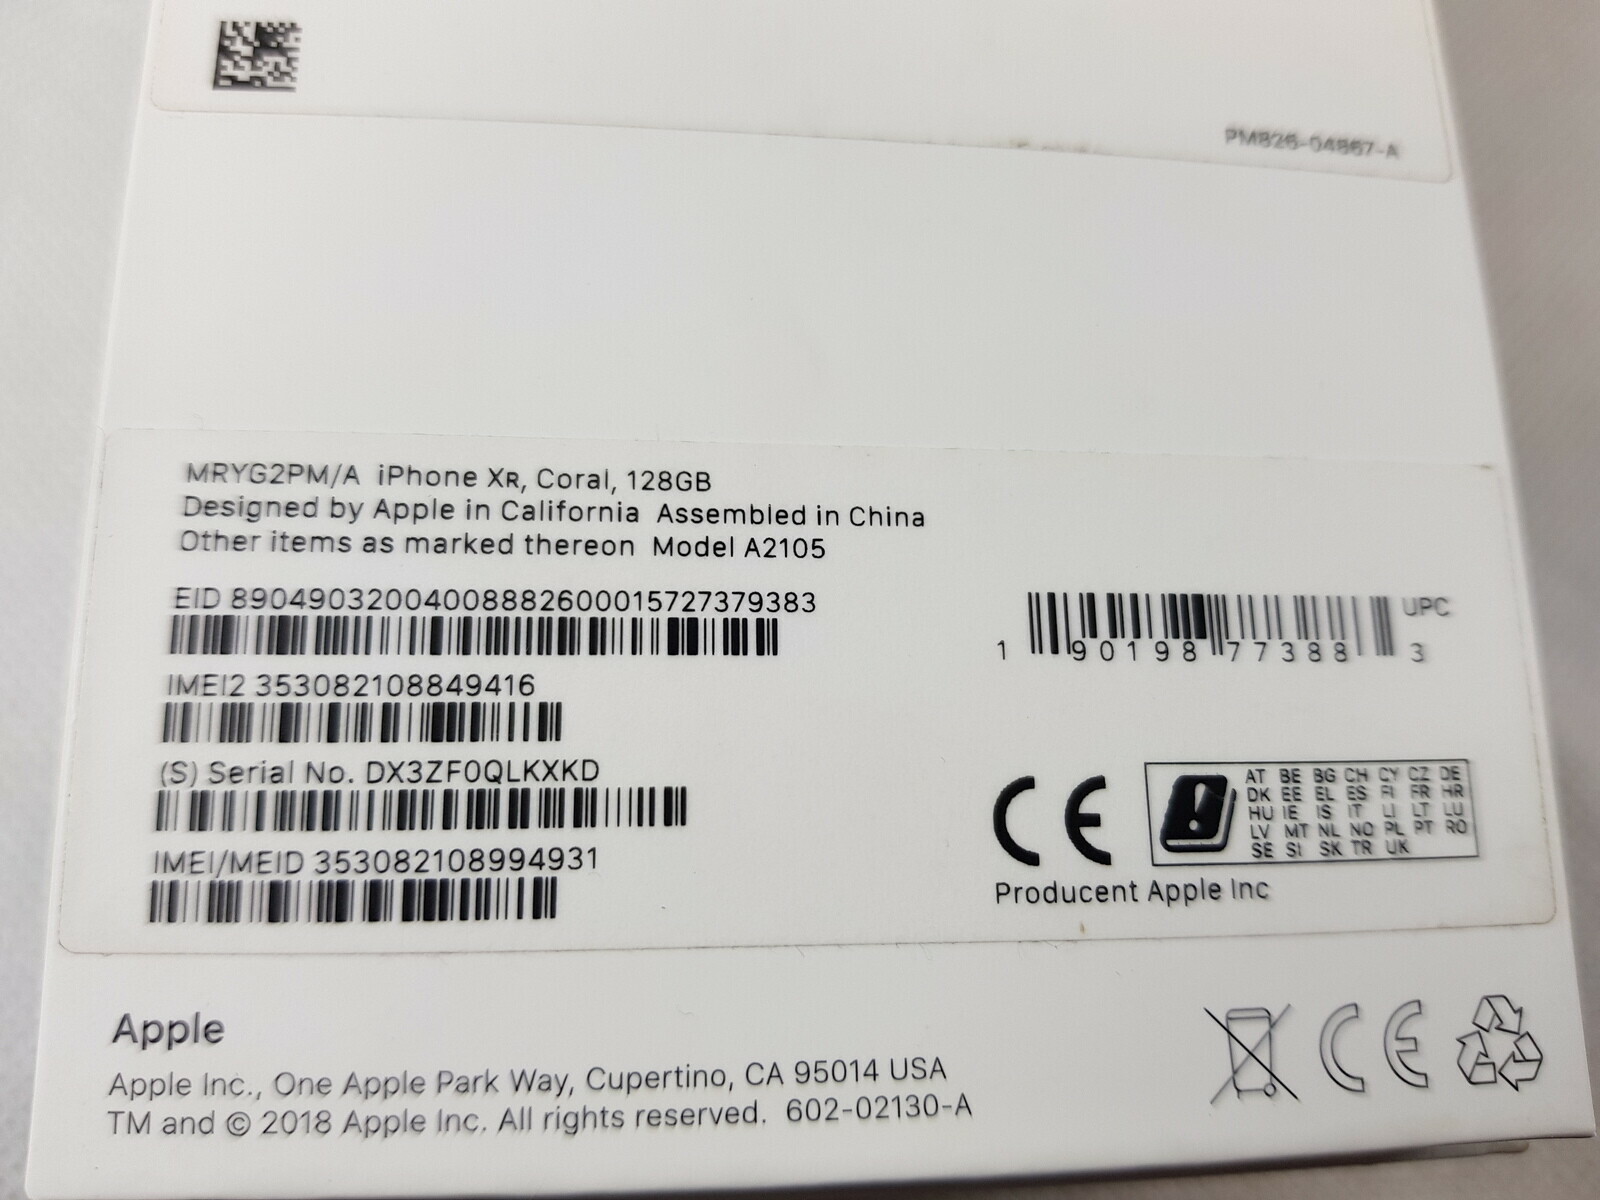 PM826-04867-A
MRYG2PM/A iPhone XR, Coral, 128GB
Designed by Apple in California Assembled in China
Other items as marked thereon Model A2105
EID 89049032004008882600015727379383
UPC
1 90198 77388 3
IMEI2 353082108849416
(S) Serial No. DX3ZF0QLKXKD
IMEI/MEID 353082108994931
CE
AT BE BG CH CY CZ DE
DK EE EL ES FI FR HR
HU IE IS IT LI LT LU
LV MT NL NO PL PT RO
SE SI SK TR UK
Producent Apple Inc
Apple
Apple Inc., One Apple Park Way, Cupertino, CA 95014 USA
TM and © 2018 Apple Inc. All rights reserved. 602-02130-A
CE